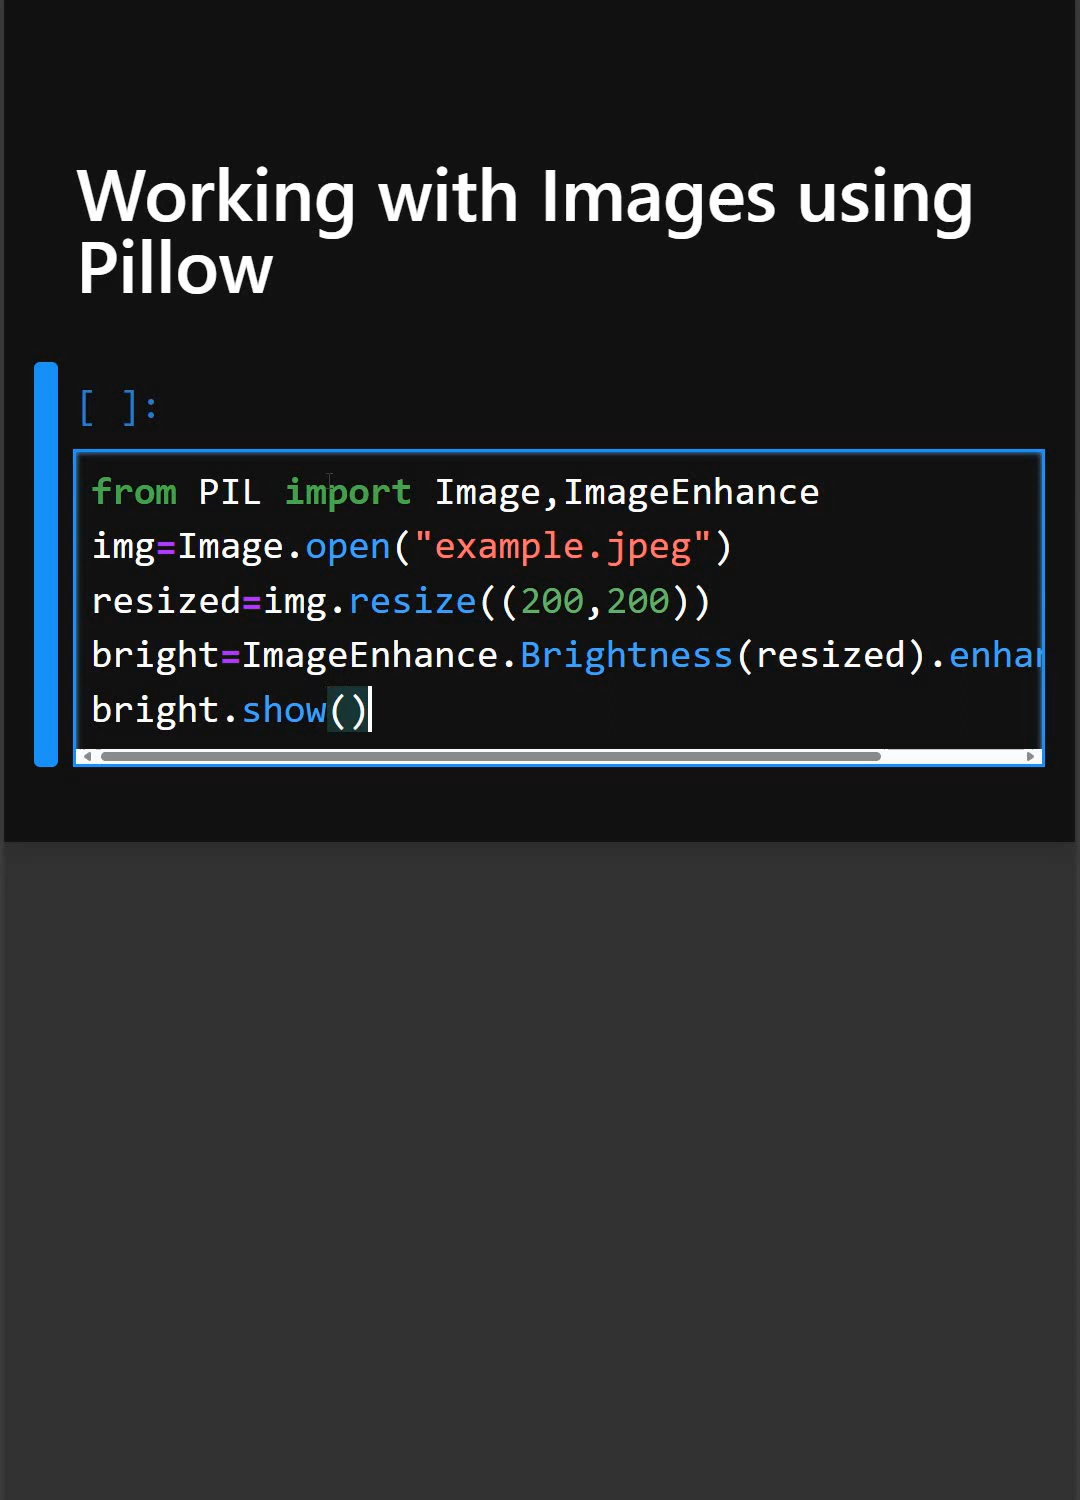 Working with Images using
Pillow
[ ]:
from PIL import Image,ImageEnhance
img=Image.open("example.jpeg")
resized=img.resize((200,200))
bright=ImageEnhance.Brightness(resized).enhan
bright.show()